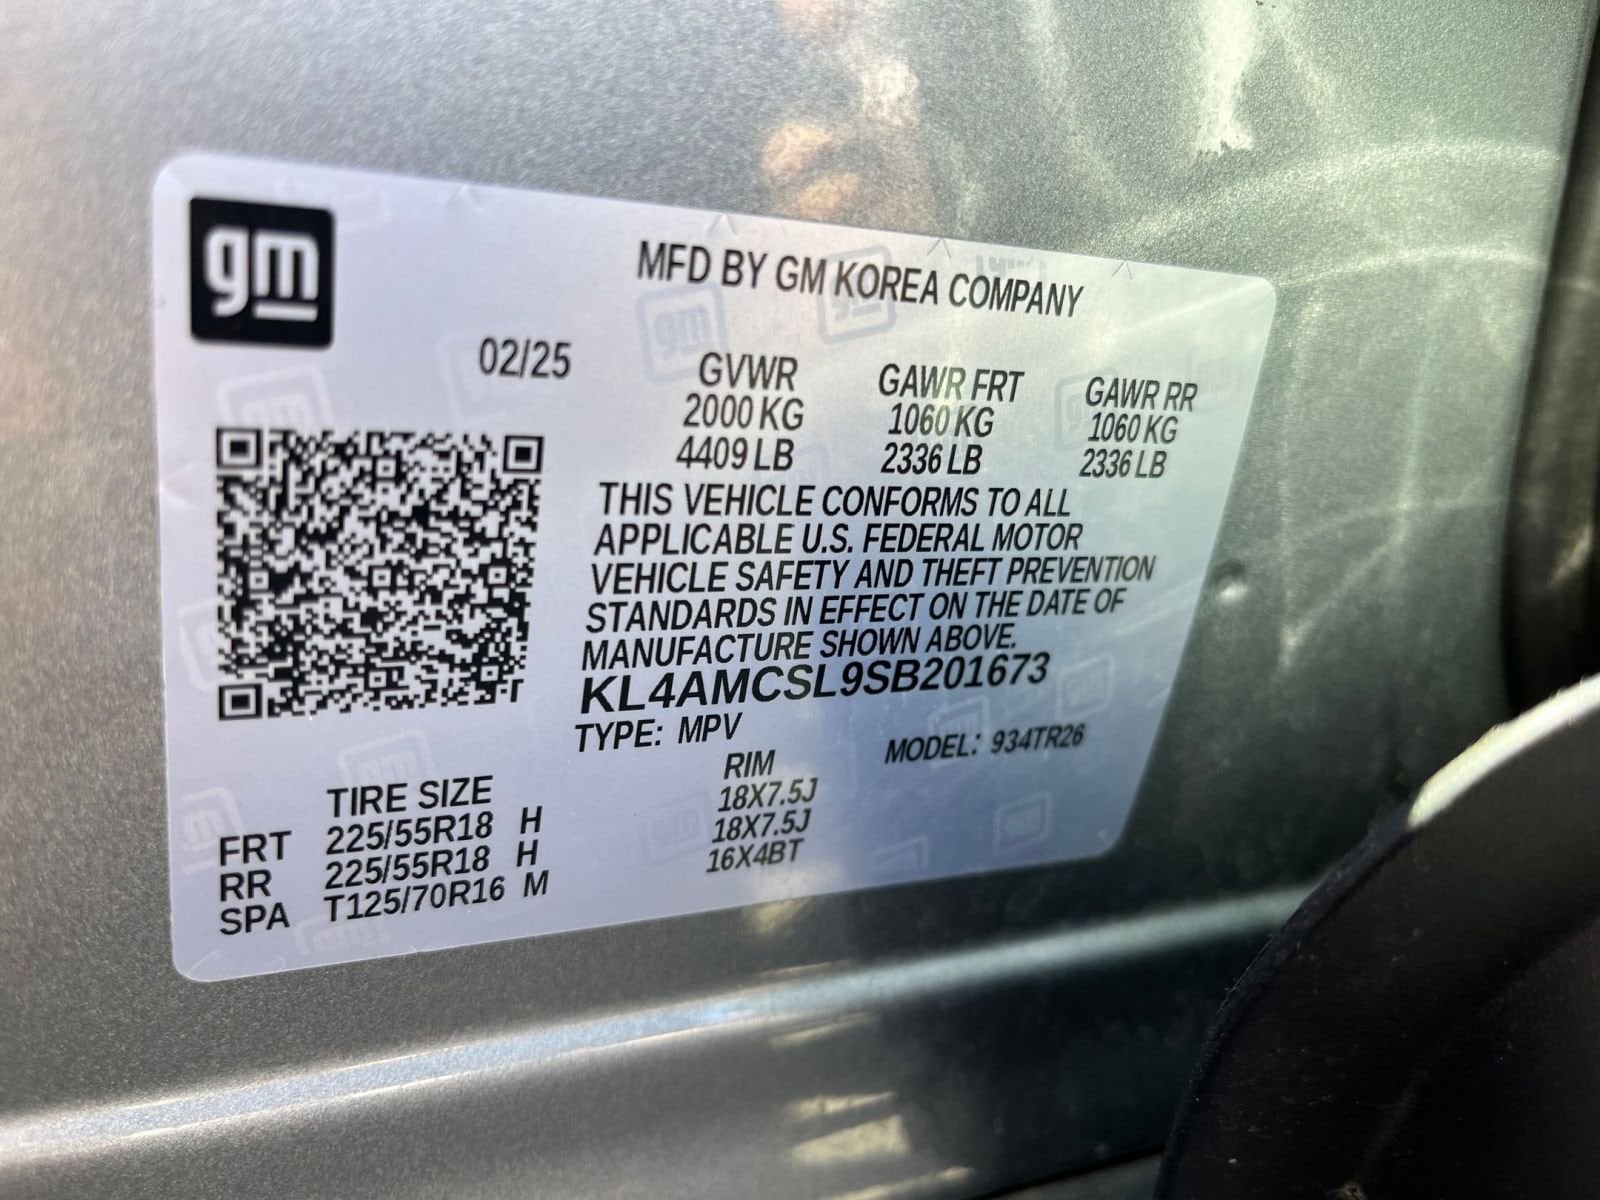 gm
MFD BY GM KOREA COMPANY
02/25
GVWR GAWR FRT GAWR RR
2000 KG 1060 KG 1060 KG
4409 LB 2336 LB 2336 LB
THIS VEHICLE CONFORMS TO ALL
APPLICABLE U.S. FEDERAL MOTOR
VEHICLE SAFETY AND THEFT PREVENTION
STANDARDS IN EFFECT ON THE DATE OF
MANUFACTURE SHOWN ABOVE.
KL4AMCSL9SB201673
TYPE: MPV MODEL: 934TR26
TIRE SIZE RIM
FRT 225/55R18 H 18X7.5J
RR 225/55R18 H 18X7.5J
SPA T125/70R16 M 16X4BT